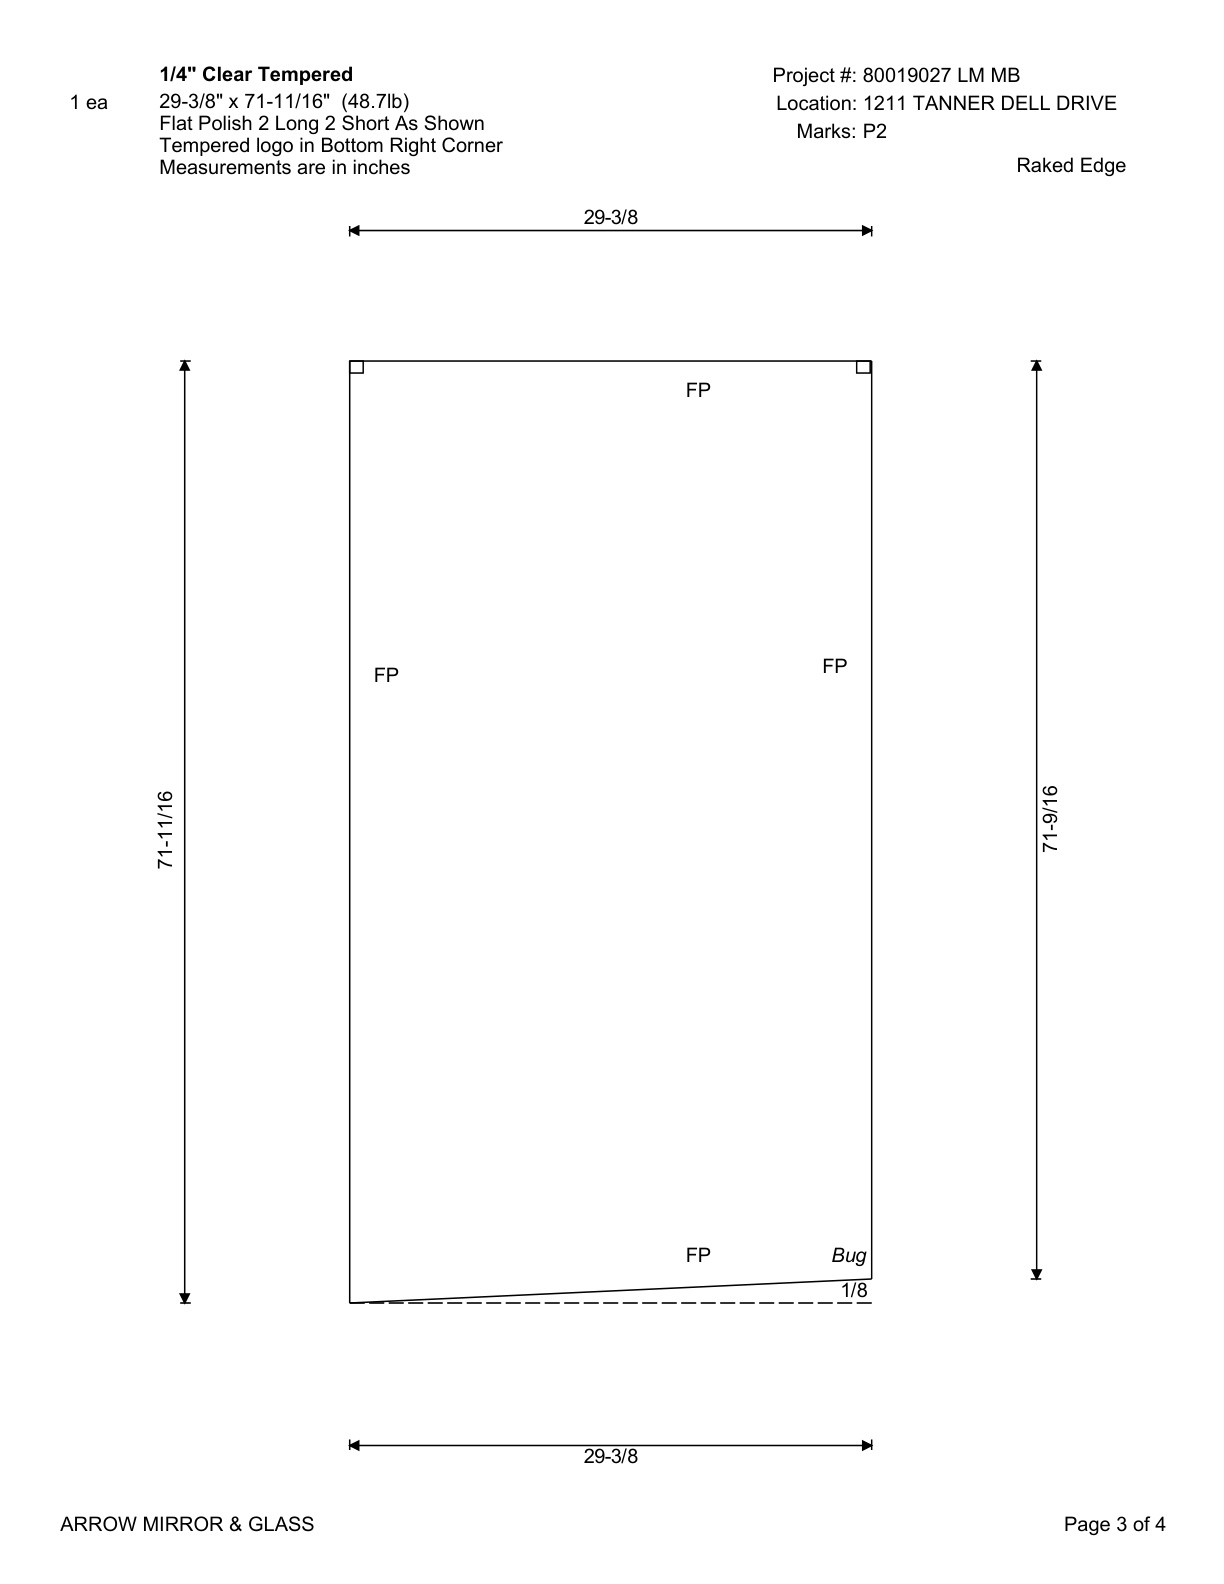 1/4" Clear Tempered
1 ea
29-3/8" x 71-11/16" (48.7lb)
Flat Polish 2 Long 2 Short As Shown
Tempered logo in Bottom Right Corner
Measurements are in inches
Project #: 80019027 LM MB
Location: 1211 TANNER DELL DRIVE
Marks: P2
Raked Edge
29-3/8
FP
FP
FP
71-11/16
71-9/16
FP
Bug
1/8
29-3/8
ARROW MIRROR & GLASS
Page 3 of 4